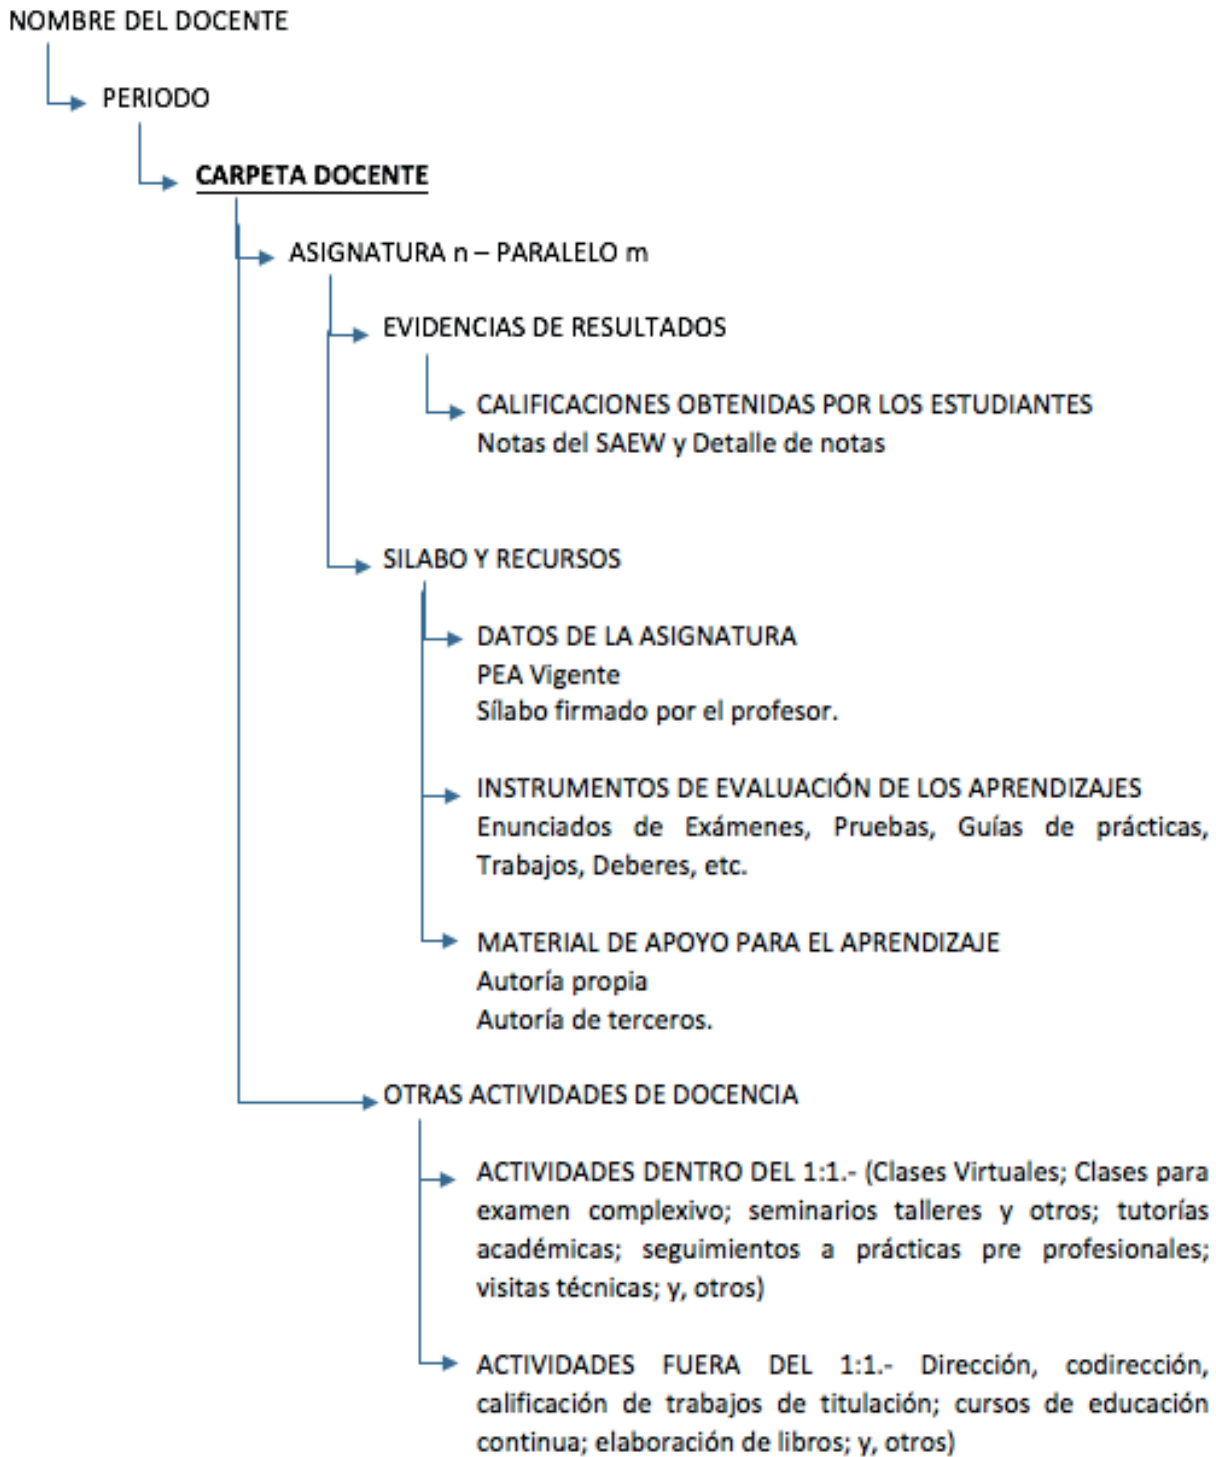 NOMBRE DEL DOCENTE
PERIODO
CARPETA DOCENTE
ASIGNATURA n – PARALELO m
EVIDENCIAS DE RESULTADOS
CALIFICACIONES OBTENIDAS POR LOS ESTUDIANTES
Notas del SAEW y Detalle de notas
SILABO Y RECURSOS
DATOS DE LA ASIGNATURA
PEA Vigente
Sílabo firmado por el profesor.
INSTRUMENTOS DE EVALUACIÓN DE LOS APRENDIZAJES
Enunciados de Exámenes, Pruebas, Guías de prácticas,
Trabajos, Deberes, etc.
MATERIAL DE APOYO PARA EL APRENDIZAJE
Autoría propia
Autoría de terceros.
OTRAS ACTIVIDADES DE DOCENCIA
ACTIVIDADES DENTRO DEL 1:1.- (Clases Virtuales; Clases para
examen complexivo; seminarios talleres y otros; tutorías
académicas; seguimientos a prácticas pre profesionales;
visitas técnicas; y, otros)
ACTIVIDADES FUERA DEL 1:1.- Dirección, codirección,
calificación de trabajos de titulación; cursos de educación
continua; elaboración de libros; y, otros)